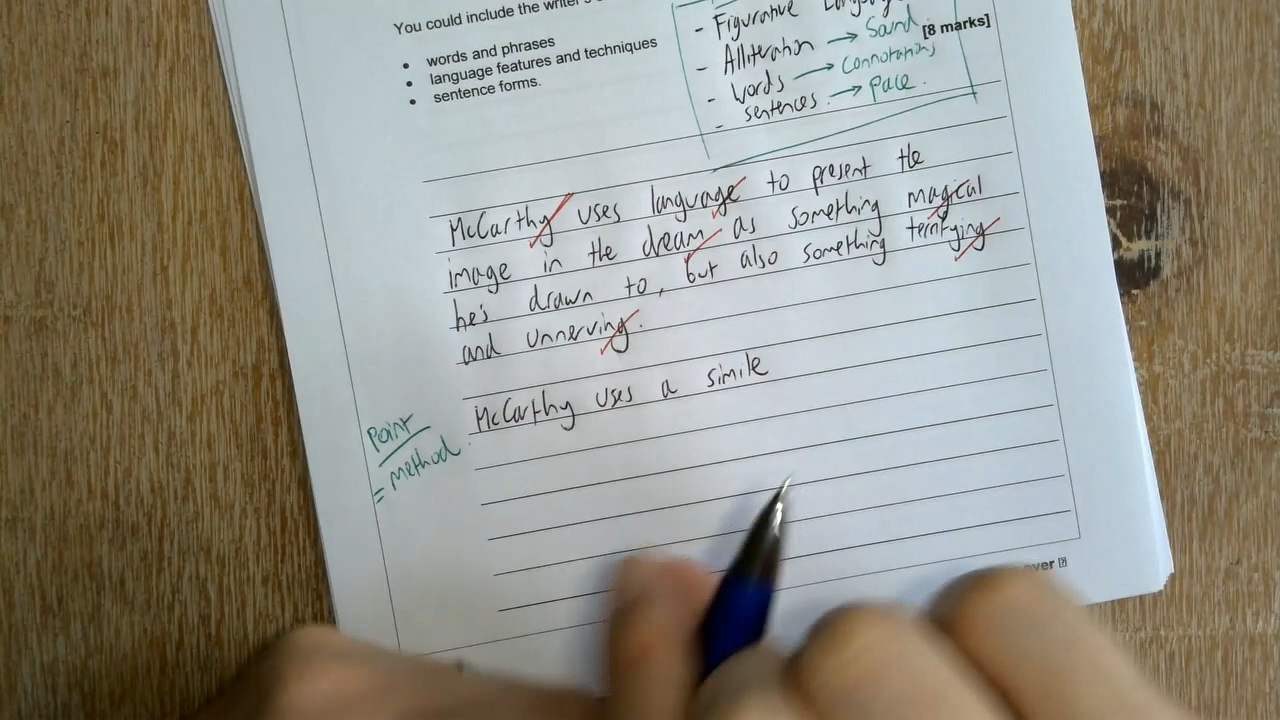 You could include the writer's
• words and phrases
• language features and techniques
• sentence forms.
[8 marks]
- Figurative
- Alliteration → Sound
- Words → Connotations
- sentences → Pace.
McCarthy uses language to present the
image in the dream as something magical
he's drawn to, but also something terrifying
and unnerving.
McCarthy uses a simile
Point
= method.
over